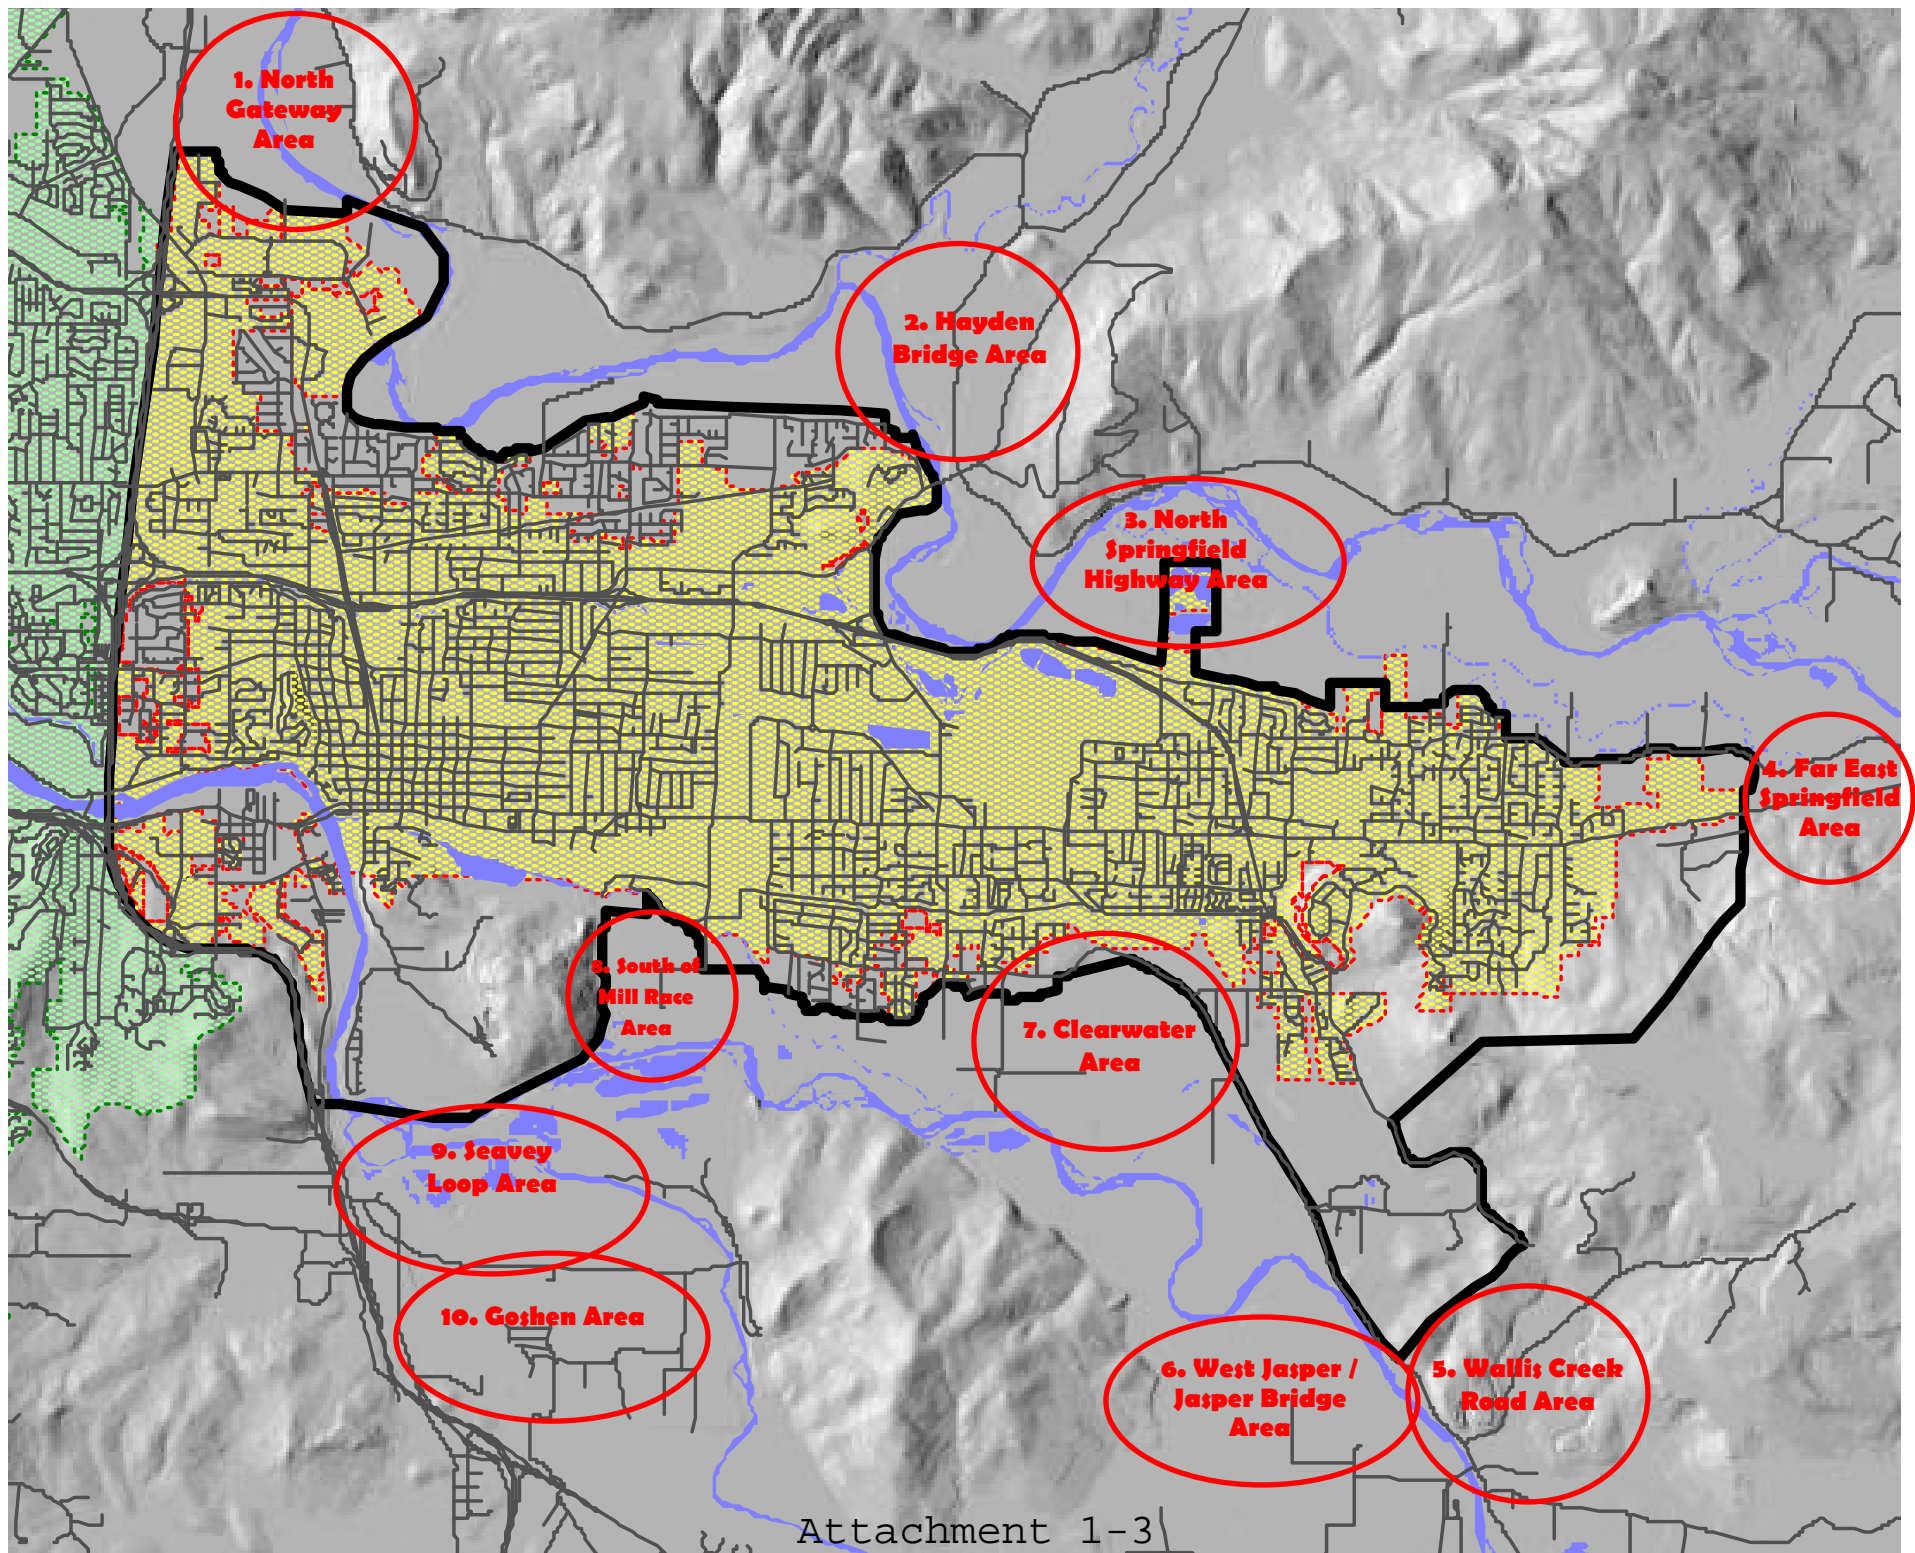 1. North
Gateway
Area
2. Hayden
Bridge Area
3. North
Springfield
Highway Area
4. Far East
Springfield
Area
8. South of
Mill Race
Area
7. Clearwater
Area
9. Seavey
Loop Area
10. Goshen Area
6. West Jasper /
Jasper Bridge
Area
5. Wallis Creek
Road Area
Attachment 1-3